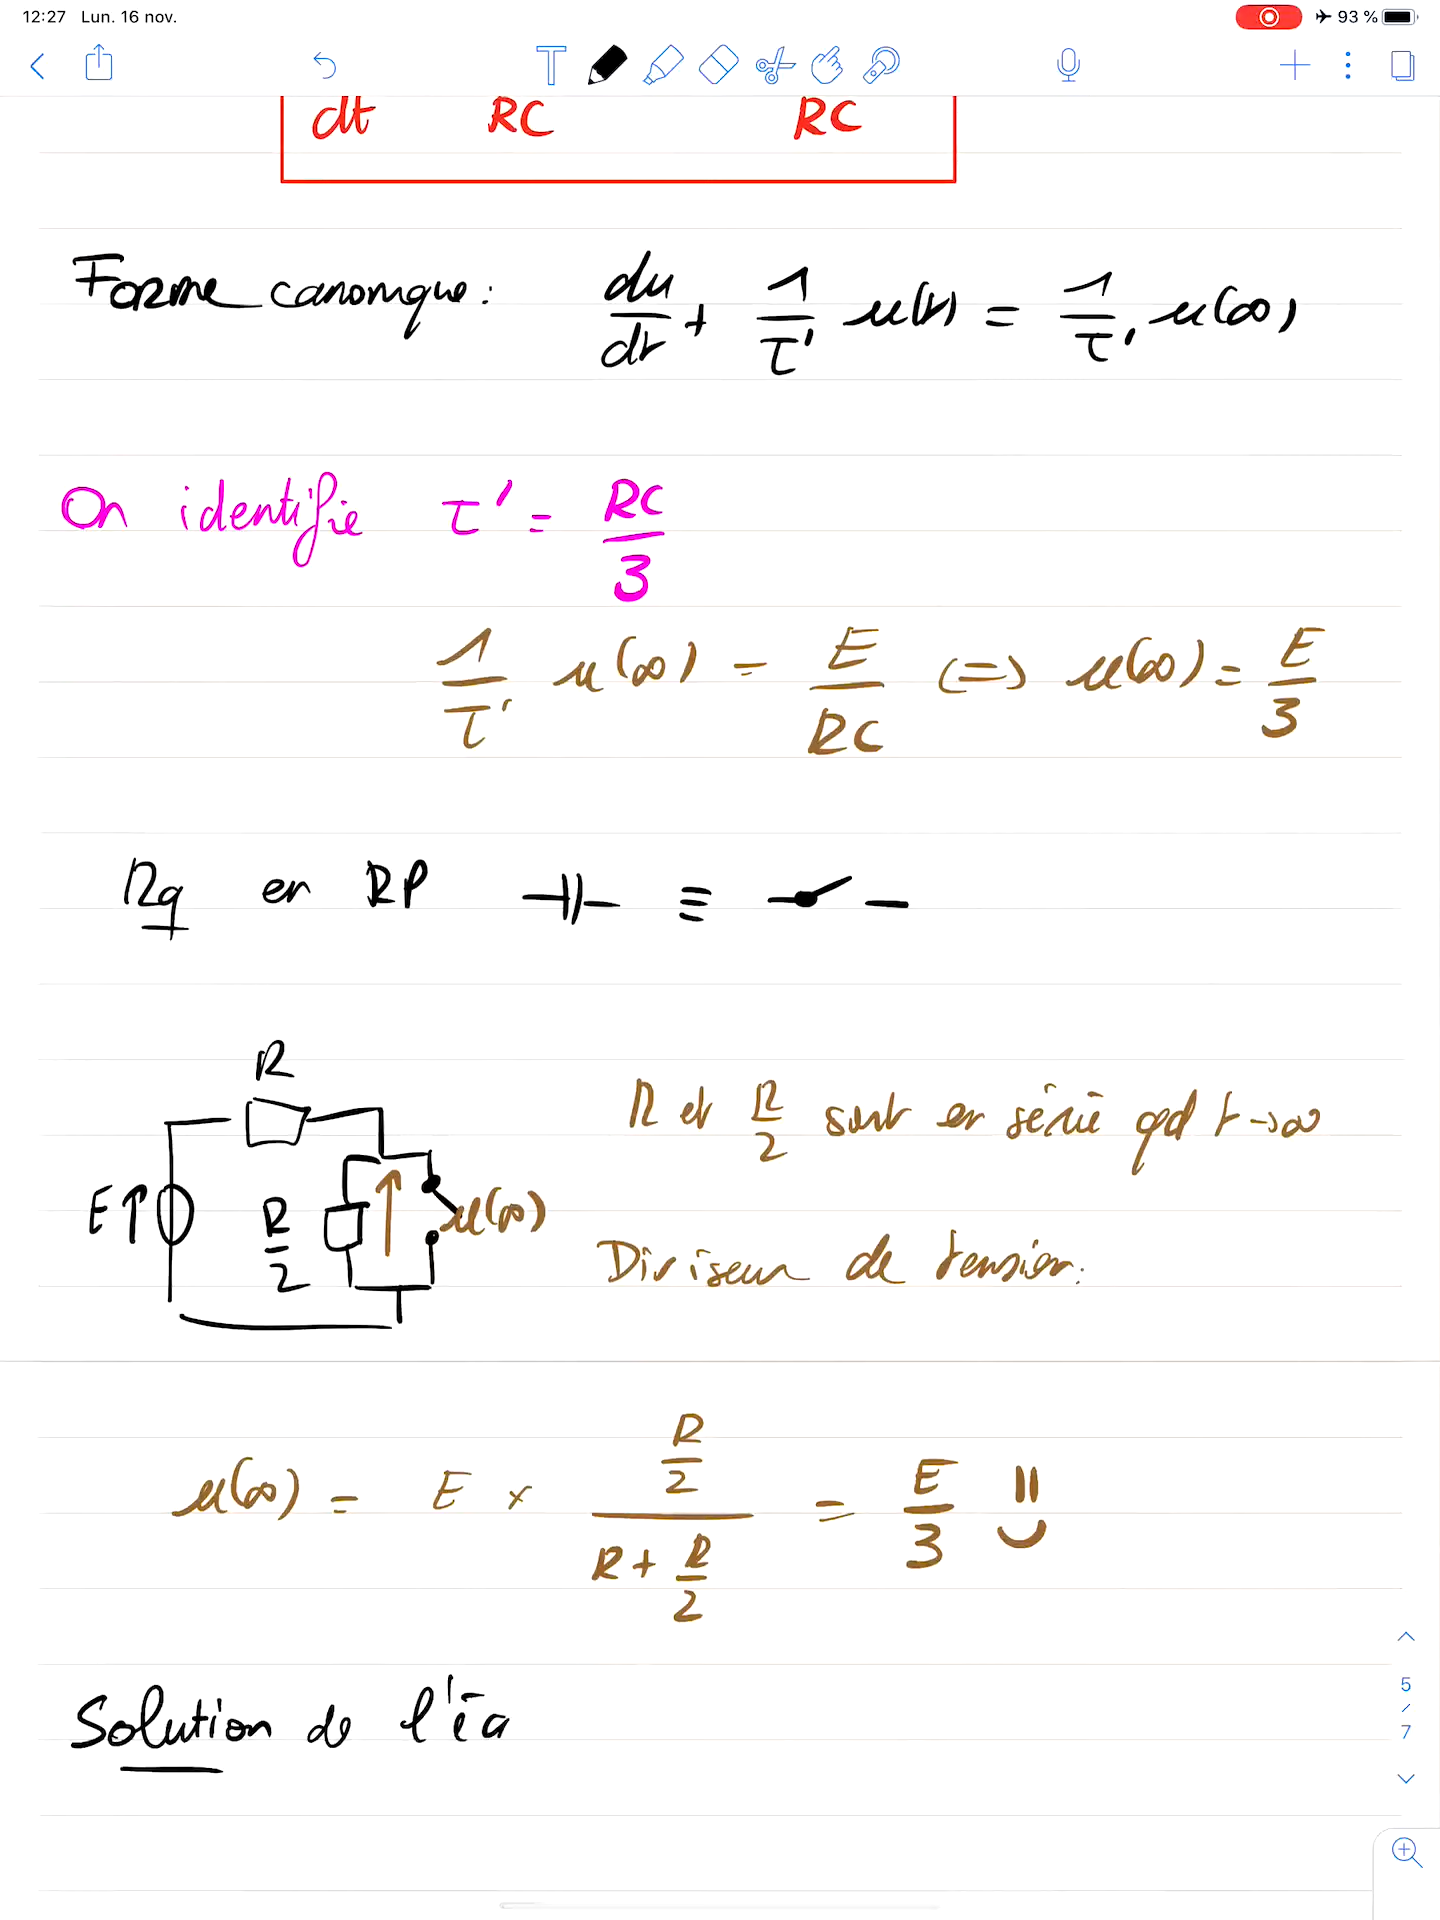 12:27 Lun. 16 nov. 93 %
dt RC RC
Forme canonique : du/dt + 1/τ' u(t) = 1/τ' u(∞)
On identifie τ' = RC/3
1/τ' u(∞) = E/RC (=) u(∞) = E/3
Rq en RP ≡
R
E↑ R/2 u(∞)
R et R/2 sont en série qd t→∞
Diviseur de tension :
u(∞) = E × (R/2)/(R + R/2) = E/3
Solution de l'éq
5
/
7